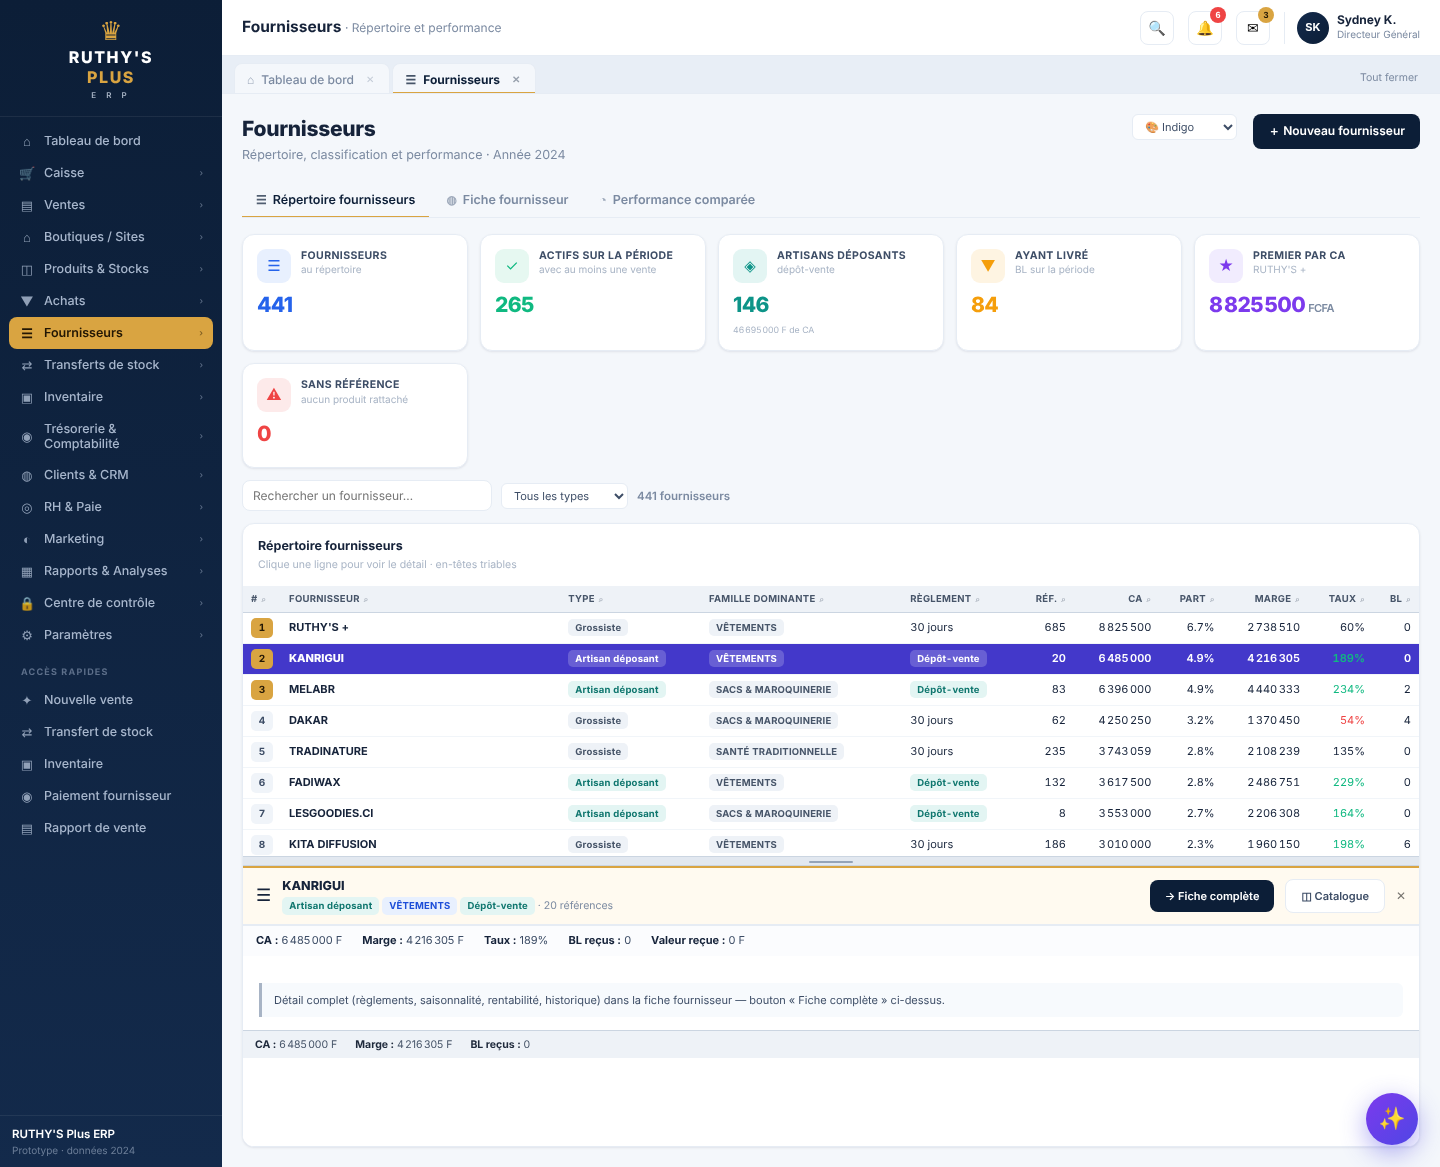 RUTHY'S
PLUS
E R P
Tableau de bord
Caisse
Ventes
Boutiques / Sites
Produits & Stocks
Achats
Fournisseurs
Transferts de stock
Inventaire
Trésorerie &
Comptabilité
Clients & CRM
RH & Paie
Marketing
Rapports & Analyses
Centre de contrôle
Paramètres
ACCÈS RAPIDES
Nouvelle vente
Transfert de stock
Inventaire
Paiement fournisseur
Rapport de vente
RUTHY'S Plus ERP
Prototype · données 2024
Fournisseurs · Répertoire et performance
6
3
SK
Sydney K.
Directeur Général
Tableau de bord ×
Fournisseurs ×
Tout fermer
Fournisseurs
Répertoire, classification et performance · Année 2024
Indigo
+ Nouveau fournisseur
Répertoire fournisseurs
Fiche fournisseur
Performance comparée
FOURNISSEURS
au répertoire
441
ACTIFS SUR LA PÉRIODE
avec au moins une vente
265
ARTISANS DÉPOSANTS
dépôt-vente
146
46 695 000 F de CA
AYANT LIVRÉ
BL sur la période
84
PREMIER PAR CA
RUTHY'S +
8 825 500 FCFA
SANS RÉFÉRENCE
aucun produit rattaché
0
Rechercher un fournisseur...
Tous les types
441 fournisseurs
Répertoire fournisseurs
Clique une ligne pour voir le détail · en-têtes triables
# FOURNISSEUR TYPE FAMILLE DOMINANTE RÈGLEMENT RÉF. CA PART MARGE TAUX BL
1 RUTHY'S + Grossiste VÊTEMENTS 30 jours 685 8 825 500 6.7% 2 738 510 60% 0
2 KANRIGUI Artisan déposant VÊTEMENTS Dépôt-vente 20 6 485 000 4.9% 4 216 305 189% 0
3 MELABR Artisan déposant SACS & MAROQUINERIE Dépôt-vente 83 6 396 000 4.9% 4 440 333 234% 2
4 DAKAR Grossiste SACS & MAROQUINERIE 30 jours 62 4 250 250 3.2% 1 370 450 54% 4
5 TRADINATURE Grossiste SANTÉ TRADITIONNELLE 30 jours 235 3 743 059 2.8% 2 108 239 135% 0
6 FADIWAX Artisan déposant VÊTEMENTS Dépôt-vente 132 3 617 500 2.8% 2 486 751 229% 0
7 LESGOODIES.CI Artisan déposant SACS & MAROQUINERIE Dépôt-vente 8 3 553 000 2.7% 2 206 308 164% 0
8 KITA DIFFUSION Grossiste VÊTEMENTS 30 jours 186 3 010 000 2.3% 1 960 150 198% 6
KANRIGUI
Artisan déposant VÊTEMENTS Dépôt-vente · 20 références
→ Fiche complète
Catalogue
×
CA : 6 485 000 F Marge : 4 216 305 F Taux : 189% BL reçus : 0 Valeur reçue : 0 F
Détail complet (règlements, saisonnalité, rentabilité, historique) dans la fiche fournisseur — bouton « Fiche complète » ci-dessus.
CA : 6 485 000 F Marge : 4 216 305 F BL reçus : 0